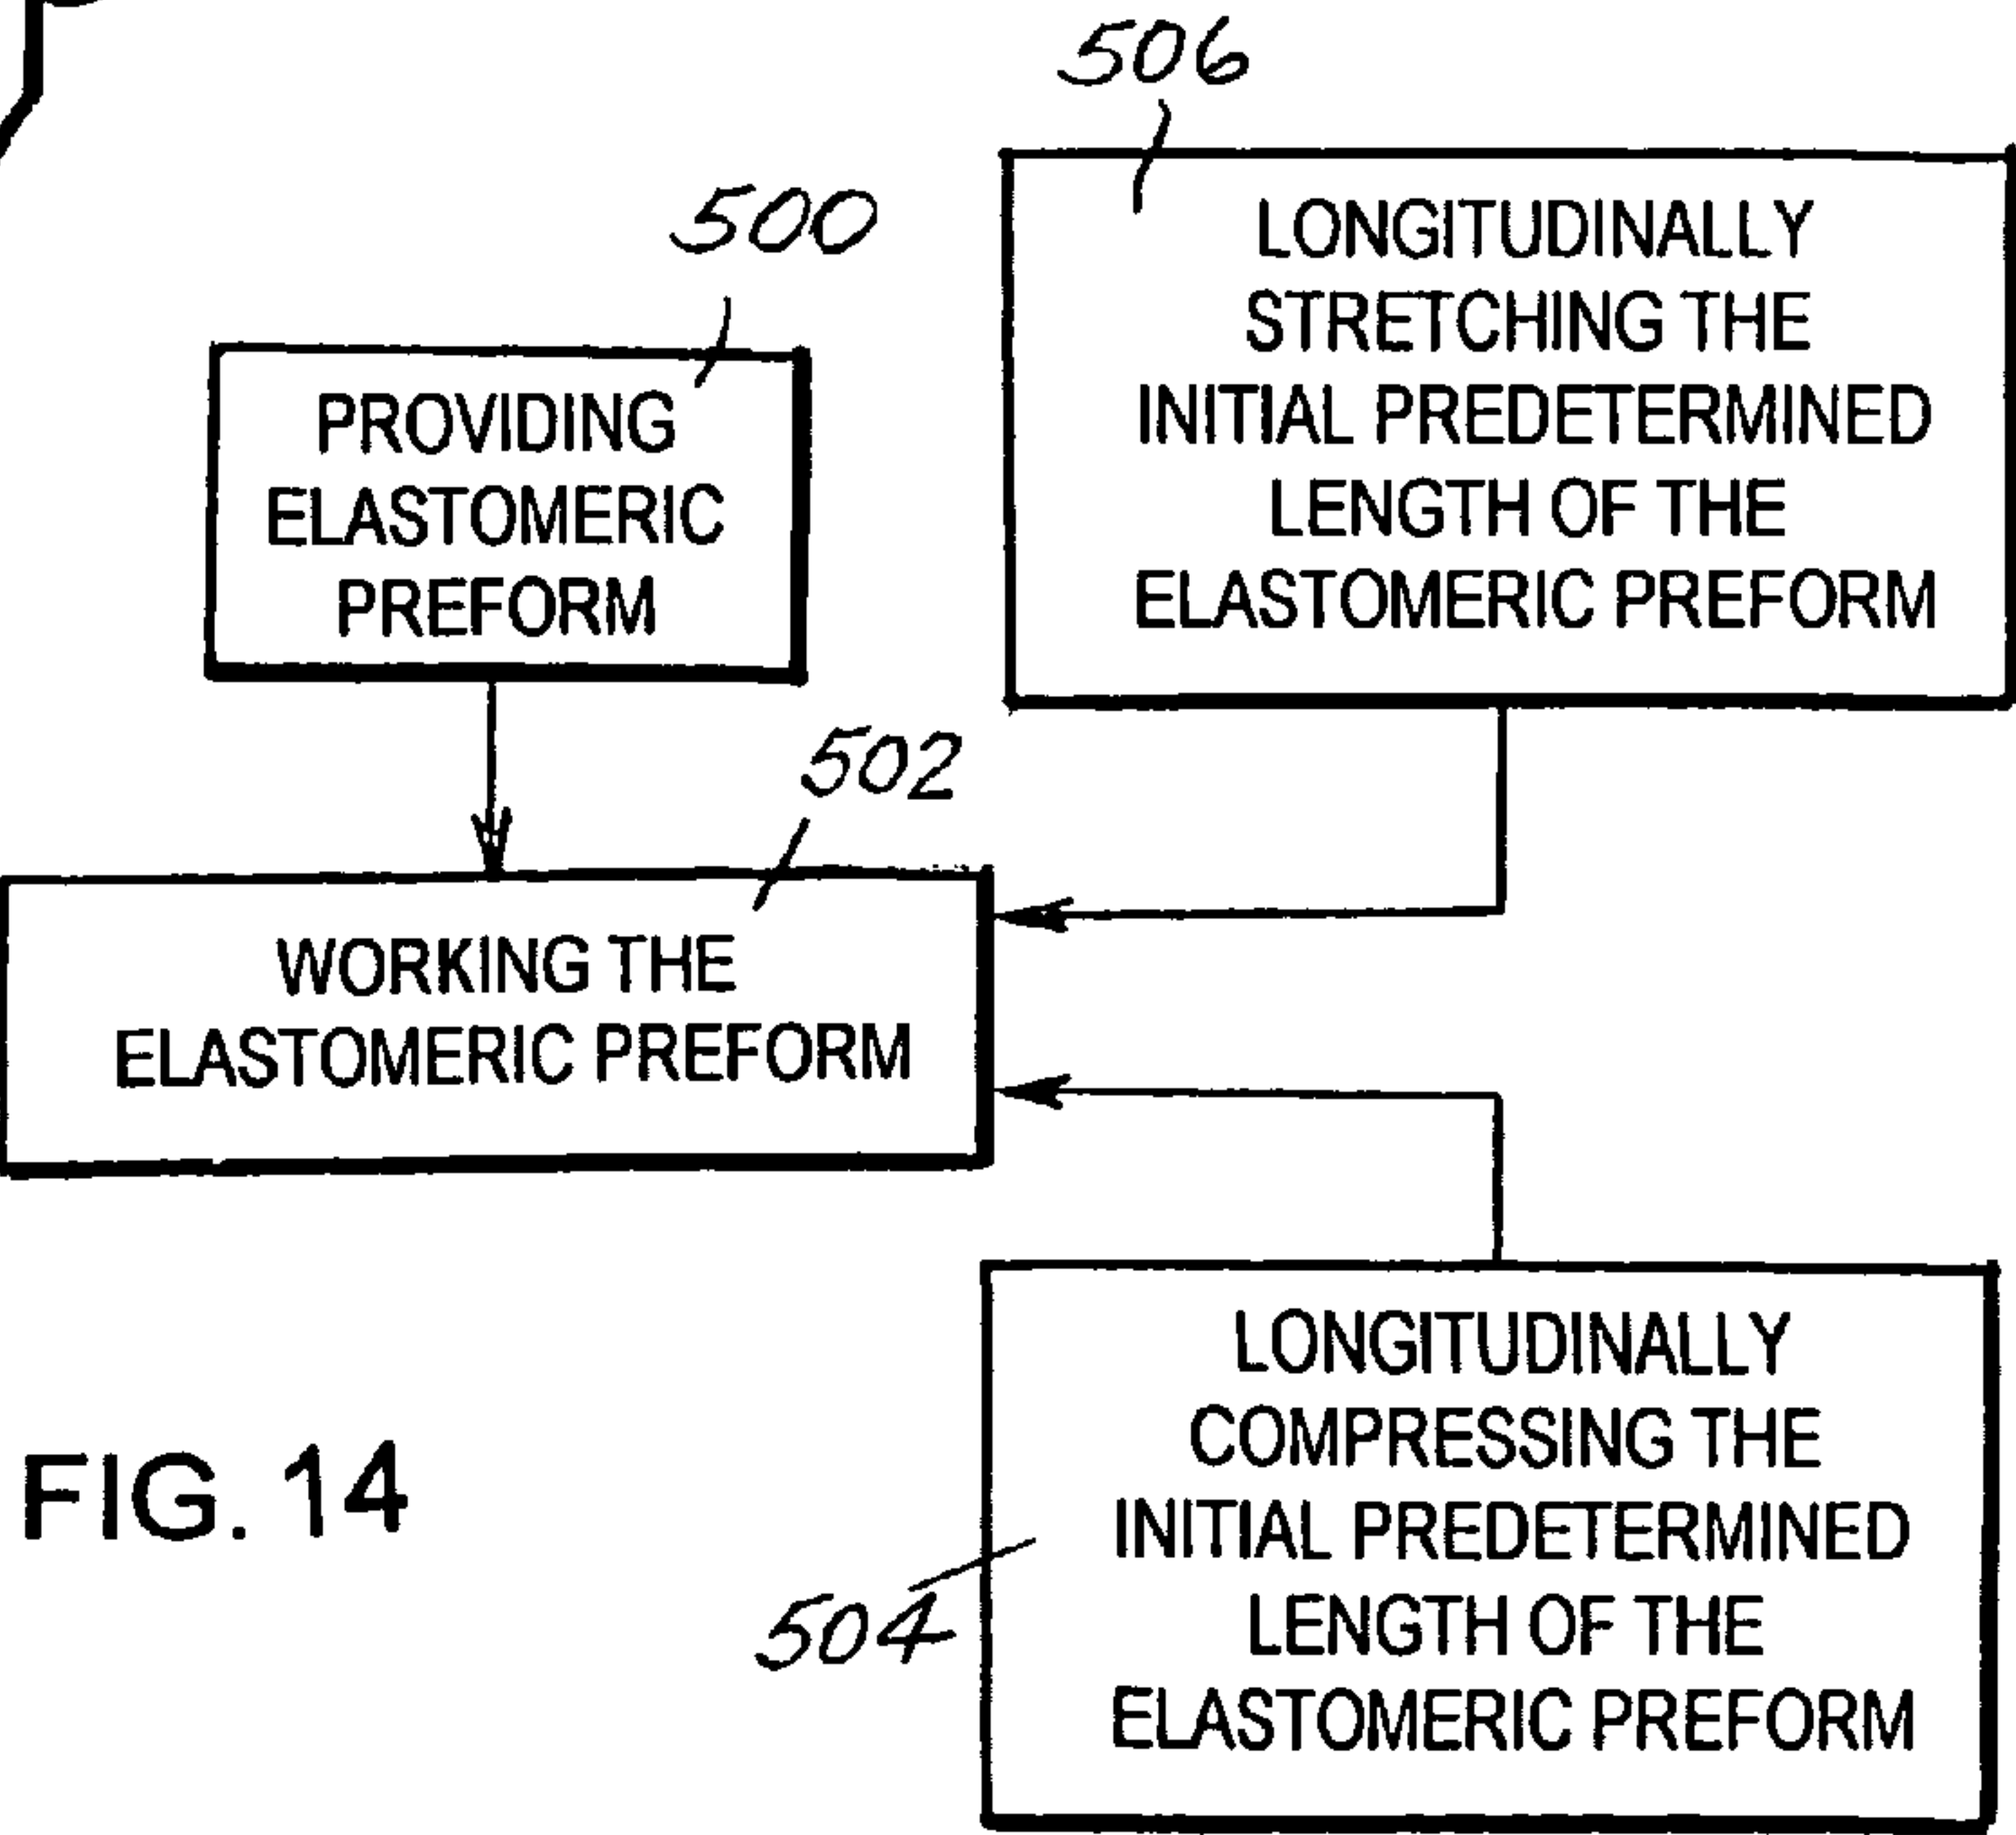 506
LONGITUDINALLY
STRETCHING THE
INITIAL PREDETERMINED
LENGTH OF THE
ELASTOMERIC PREFORM
500
PROVIDING
ELASTOMERIC
PREFORM
502
WORKING THE
ELASTOMERIC PREFORM
LONGITUDINALLY
COMPRESSING THE
INITIAL PREDETERMINED
LENGTH OF THE
ELASTOMERIC PREFORM
504
FIG. 14